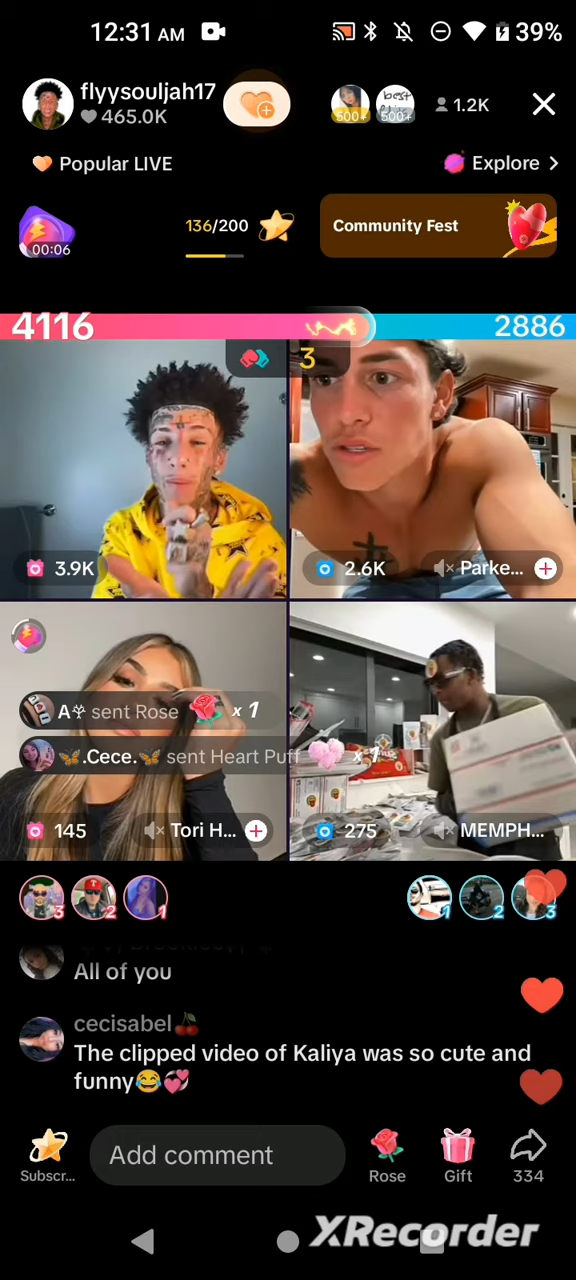 12:31 AM
39%
flyysouljah17
465.0K
500+
best
500+
1.2K
Popular LIVE
Explore >
00:06
136/200
Community Fest
4116
2886
3
3.9K
2.6K
Parke...
A sent Rose x 1
.Cece. sent Heart Puff x 1
145
Tori H...
275
MEMPH...
3
2
1
1
2
3
All of you
cecisabel🍒
The clipped video of Kaliya was so cute and
funny😂💞
Subscr...
Add comment
Rose
Gift
334
XRecorder